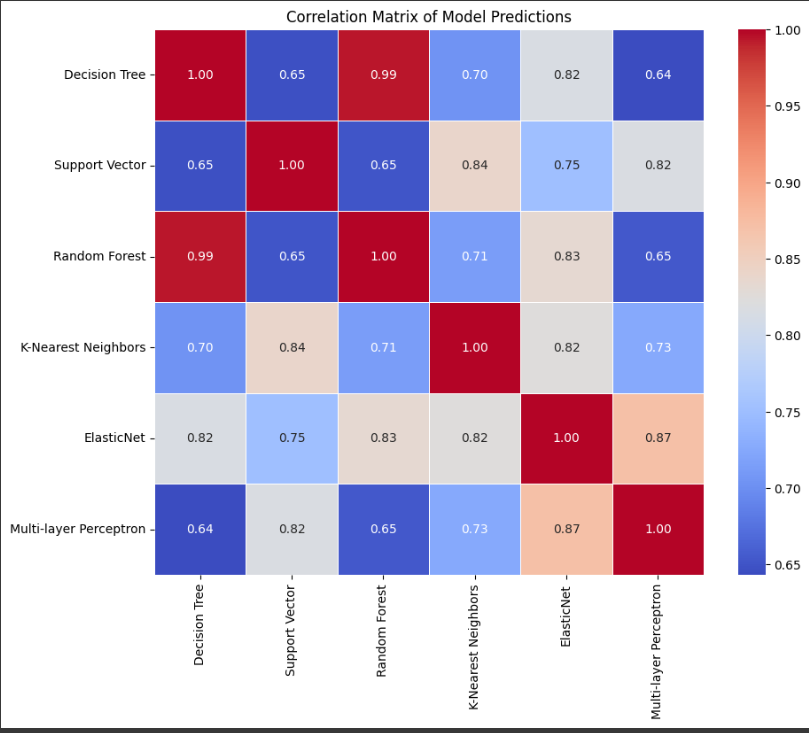 Correlation Matrix of Model Predictions
Decision Tree 1.00 0.65 0.99 0.70 0.82 0.64
Support Vector 0.65 1.00 0.65 0.84 0.75 0.82
Random Forest 0.99 0.65 1.00 0.71 0.83 0.65
K-Nearest Neighbors 0.70 0.84 0.71 1.00 0.82 0.73
ElasticNet 0.82 0.75 0.83 0.82 1.00 0.87
Multi-layer Perceptron 0.64 0.82 0.65 0.73 0.87 1.00
Decision Tree
Support Vector
Random Forest
K-Nearest Neighbors
ElasticNet
Multi-layer Perceptron
1.00
0.95
0.90
0.85
0.80
0.75
0.70
0.65